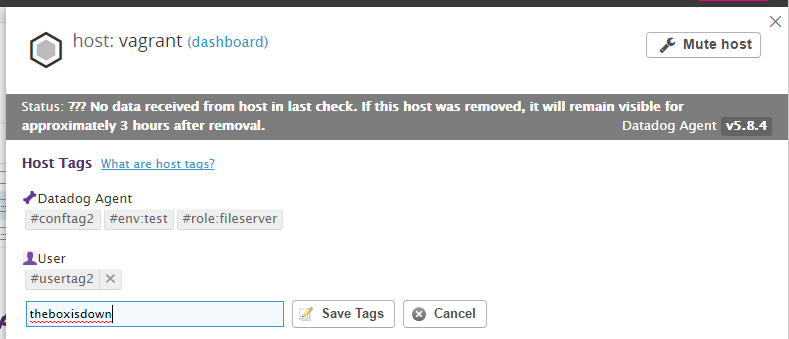 host: vagrant (dashboard)
Mute host
Status: ??? No data received from host in last check. If this host was removed, it will remain visible for
approximately 3 hours after removal.
Datadog Agent v5.8.4
Host Tags What are host tags?
Datadog Agent
#conftag2 #env:test #role:fileserver
User
#usertag2
theboxisdown Save Tags Cancel